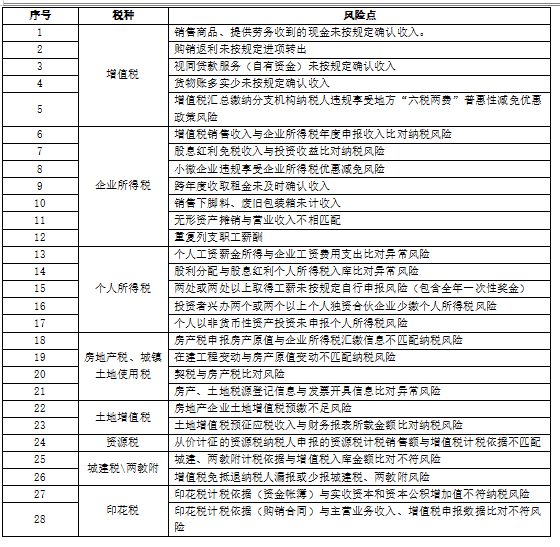 序号 税种 风险点
1 销售商品、提供劳务收到的现金未按规定确认收入。
2 购销返利未按规定进项转出
3 增值税 视同贷款服务（自有资金）未按规定确认收入
4 货物账多实少未按规定确认收入
5 增值税汇总缴纳分支机构纳税人违规享受地方“六税两费”普惠性减免优惠
政策风险
6 增值税销售收入与企业所得税年度申报收入比对纳税风险
7 股息红利免税收入与投资收益比对纳税风险
8 小微企业违规享受企业所得税优惠减免风险
9 企业所得税 跨年度收取租金未及时确认收入
10 销售下脚料、废旧包装箱未计收入
11 无形资产摊销与营业收入不相匹配
12 重复列支职工薪酬
13 个人工资薪金所得与企业工资费用支出比对异常风险
14 股利分配与股息红利个人所得税入库比对异常风险
15 个人所得税 两处或两处以上取得工薪未按规定自行申报风险（包含全年一次性奖金）
16 投资者兴办两个或两个以上个人独资合伙企业少缴个人所得税风险
17 个人以非货币性资产投资未申报个人所得税风险
18 房产税申报房产原值与企业所得税汇缴信息不匹配纳税风险
19 房地产税、城镇 在建工程变动与房产原值变动不匹配纳税风险
20 土地使用税 契税与房产税比对风险
21 房产、土地税源登记信息与发票开具信息比对异常风险
22 土地增值税 房地产企业土地增值税预缴不足风险
23 土地增值税预征应税收入与财务报表所载金额比对纳税风险
24 资源税 从价计征的资源税纳税人申报的资源税计税销售额与增值税计税依据不匹配
25 城建税\两教附 城建、两教附计税依据与增值税入库金额比对不符风险
26 增值税免抵退纳税人漏报或少报城建税、两教附风险
27 印花税 印花税计税依据（资金帐簿）与实收资本和资本公积增加值不符纳税风险
28 印花税计税依据（购销合同）与主营业务收入、增值税申报数据比对不符风
险